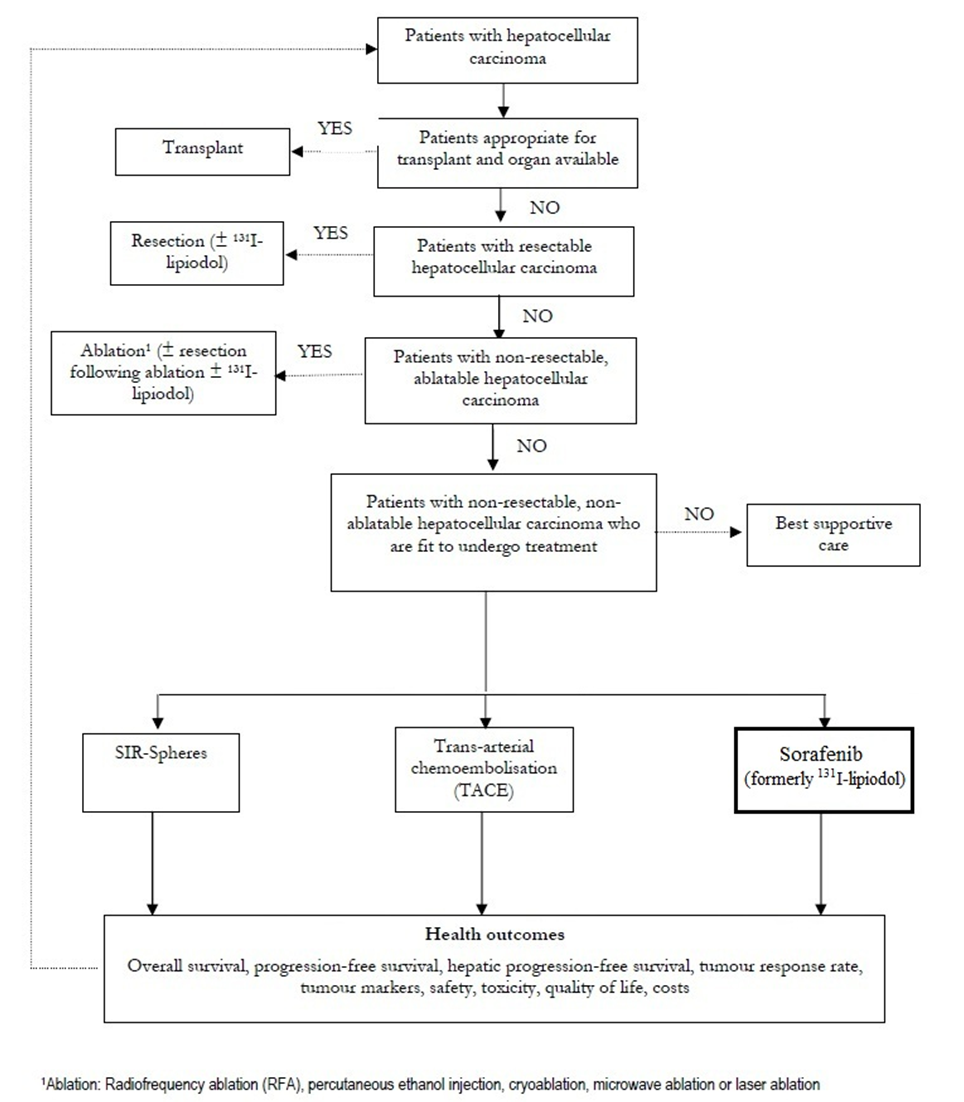 Patients with hepatocellular
carcinoma
YES
Transplant
Patients appropriate for
transplant and organ available
NO
YES
Resection (± ¹³¹I-
lipiodol)
Patients with resectable
hepatocellular carcinoma
NO
YES
Ablation¹ (± resection
following ablation ± ¹³¹I-
lipiodol)
Patients with non-resectable,
ablatable hepatocellular
carcinoma
NO
Patients with non-resectable, non-
ablatable hepatocellular carcinoma who
are fit to undergo treatment
NO
Best supportive
care
SIR-Spheres
Trans-arterial
chemoembolisation
(TACE)
Sorafenib
(formerly ¹³¹I-lipiodol)
Health outcomes
Overall survival, progression-free survival, hepatic progression-free survival, tumour response rate,
tumour markers, safety, toxicity, quality of life, costs
¹Ablation: Radiofrequency ablation (RFA), percutaneous ethanol injection, cryoablation, microwave ablation or laser ablation